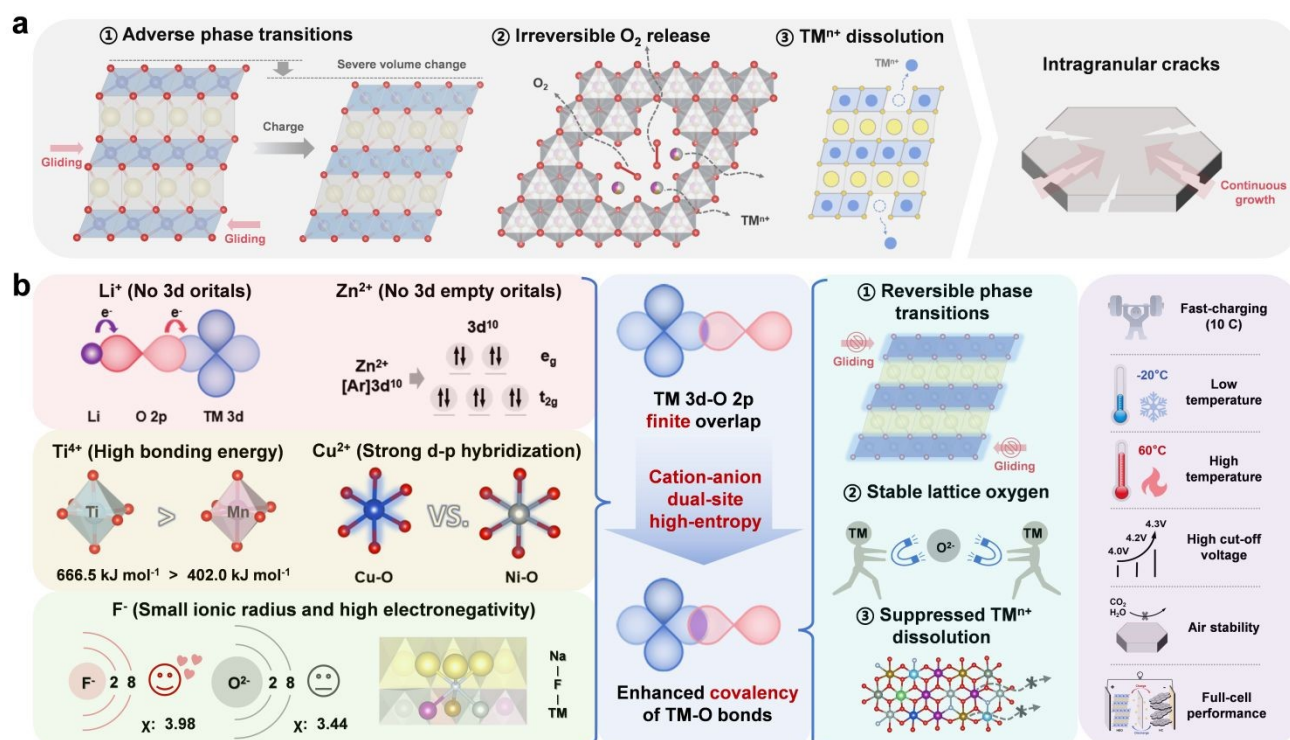 a
① Adverse phase transitions
Severe volume change
Charge
Gliding
Gliding
② Irreversible O₂ release
O₂
TMⁿ⁺
③ TMⁿ⁺ dissolution
TMⁿ⁺
Intragranular cracks
Continuous
growth
b
Li⁺ (No 3d oritals)
e⁻
e⁻
Li
O 2p
TM 3d
Zn²⁺ (No 3d empty oritals)
3d¹⁰
Zn²⁺
[Ar]3d¹⁰
e_g
t_2g
Ti⁴⁺ (High bonding energy)
Ti
>
Mn
666.5 kJ mol⁻¹ > 402.0 kJ mol⁻¹
Cu²⁺ (Strong d-p hybridization)
VS.
Cu-O
Ni-O
F⁻ (Small ionic radius and high electronegativity)
F⁻ 2 8
χ: 3.98
O²⁻ 2 8
χ: 3.44
Na
F
TM
TM 3d-O 2p
finite overlap
Cation-anion
dual-site
high-entropy
Enhanced covalency
of TM-O bonds
① Reversible phase
transitions
Gliding
Gliding
② Stable lattice oxygen
TM
O²⁻
TM
③ Suppressed TMⁿ⁺
dissolution
Fast-charging
(10 C)
-20°C
Low
temperature
60°C
High
temperature
4.0V
4.2V
4.3V
High cut-off
voltage
CO₂
H₂O
Air stability
Full-cell
performance